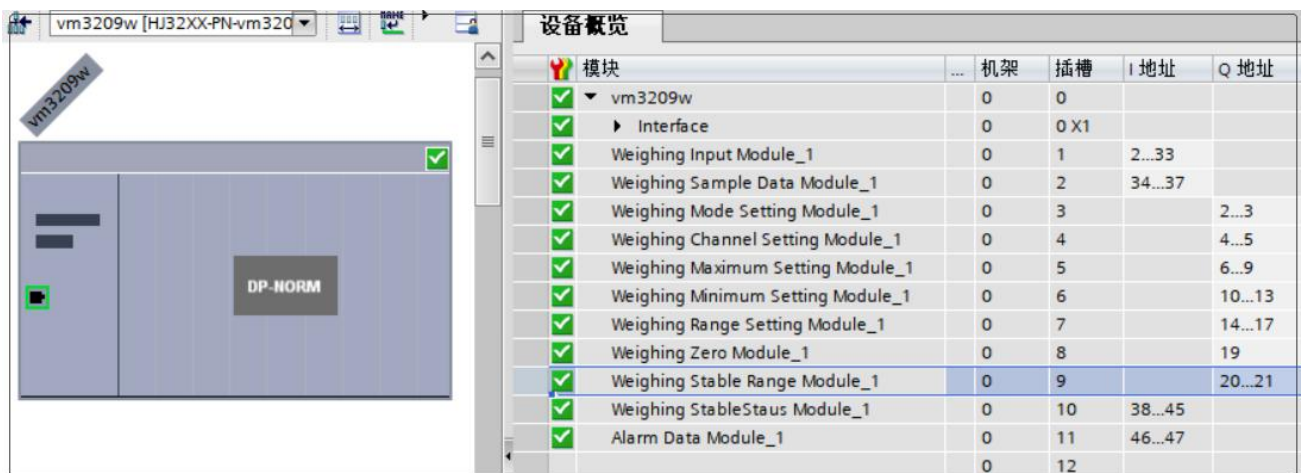 vm3209w [HJ32XX-PN-vm320
设备概览
vm3209w
DP-NORM
模块 ... 机架 插槽 I 地址 Q 地址
vm3209w 0 0
Interface 0 0 X1
Weighing Input Module_1 0 1 2...33
Weighing Sample Data Module_1 0 2 34...37
Weighing Mode Setting Module_1 0 3 2...3
Weighing Channel Setting Module_1 0 4 4...5
Weighing Maximum Setting Module_1 0 5 6...9
Weighing Minimum Setting Module_1 0 6 10...13
Weighing Range Setting Module_1 0 7 14...17
Weighing Zero Module_1 0 8 19
Weighing Stable Range Module_1 0 9 20...21
Weighing StableStaus Module_1 0 10 38...45
Alarm Data Module_1 0 11 46...47
0 12